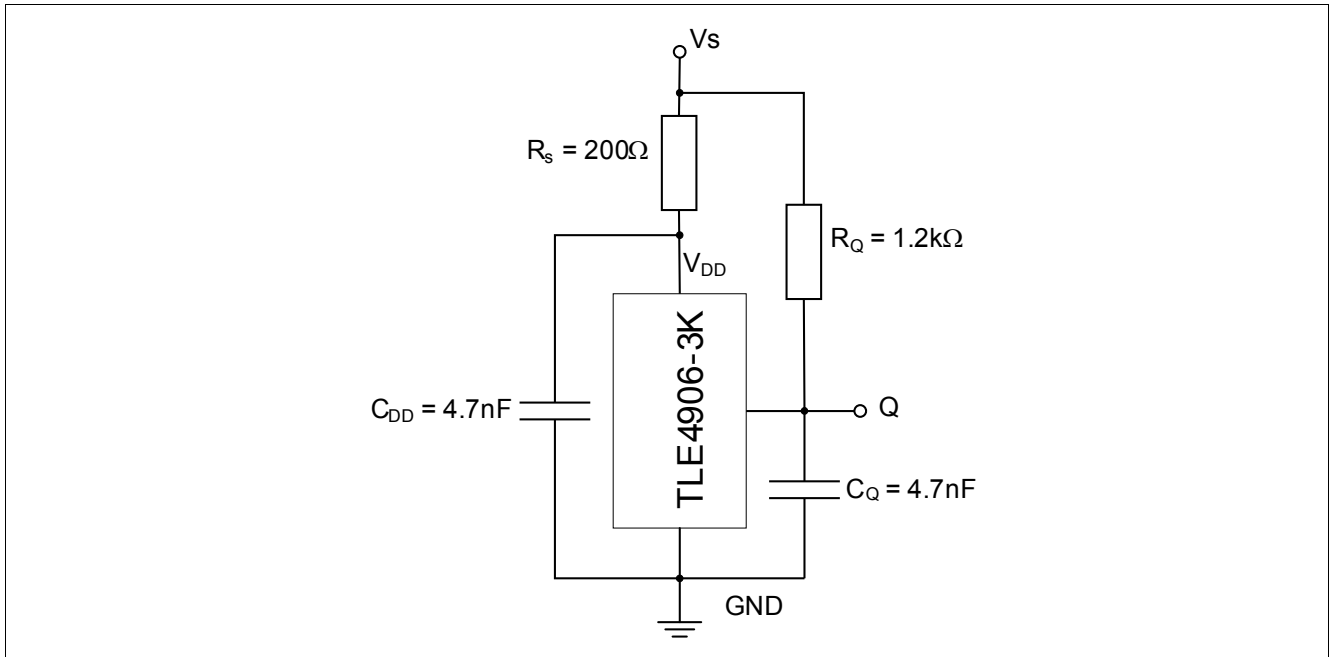 Vs
Rs = 200Ω
RQ = 1.2kΩ
VDD
TLE4906-3K
CDD = 4.7nF
Q
CQ = 4.7nF
GND